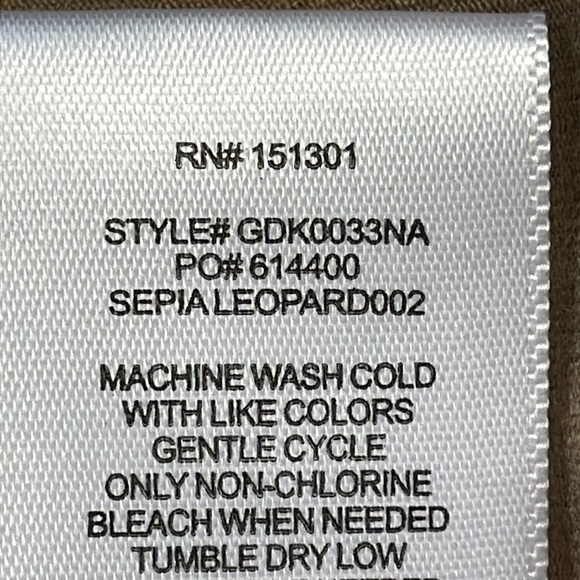 RN# 151301
STYLE# GDK0033NA
PO# 614400
SEPIA LEOPARD002
MACHINE WASH COLD
WITH LIKE COLORS
GENTLE CYCLE
ONLY NON-CHLORINE
BLEACH WHEN NEEDED
TUMBLE DRY LOW